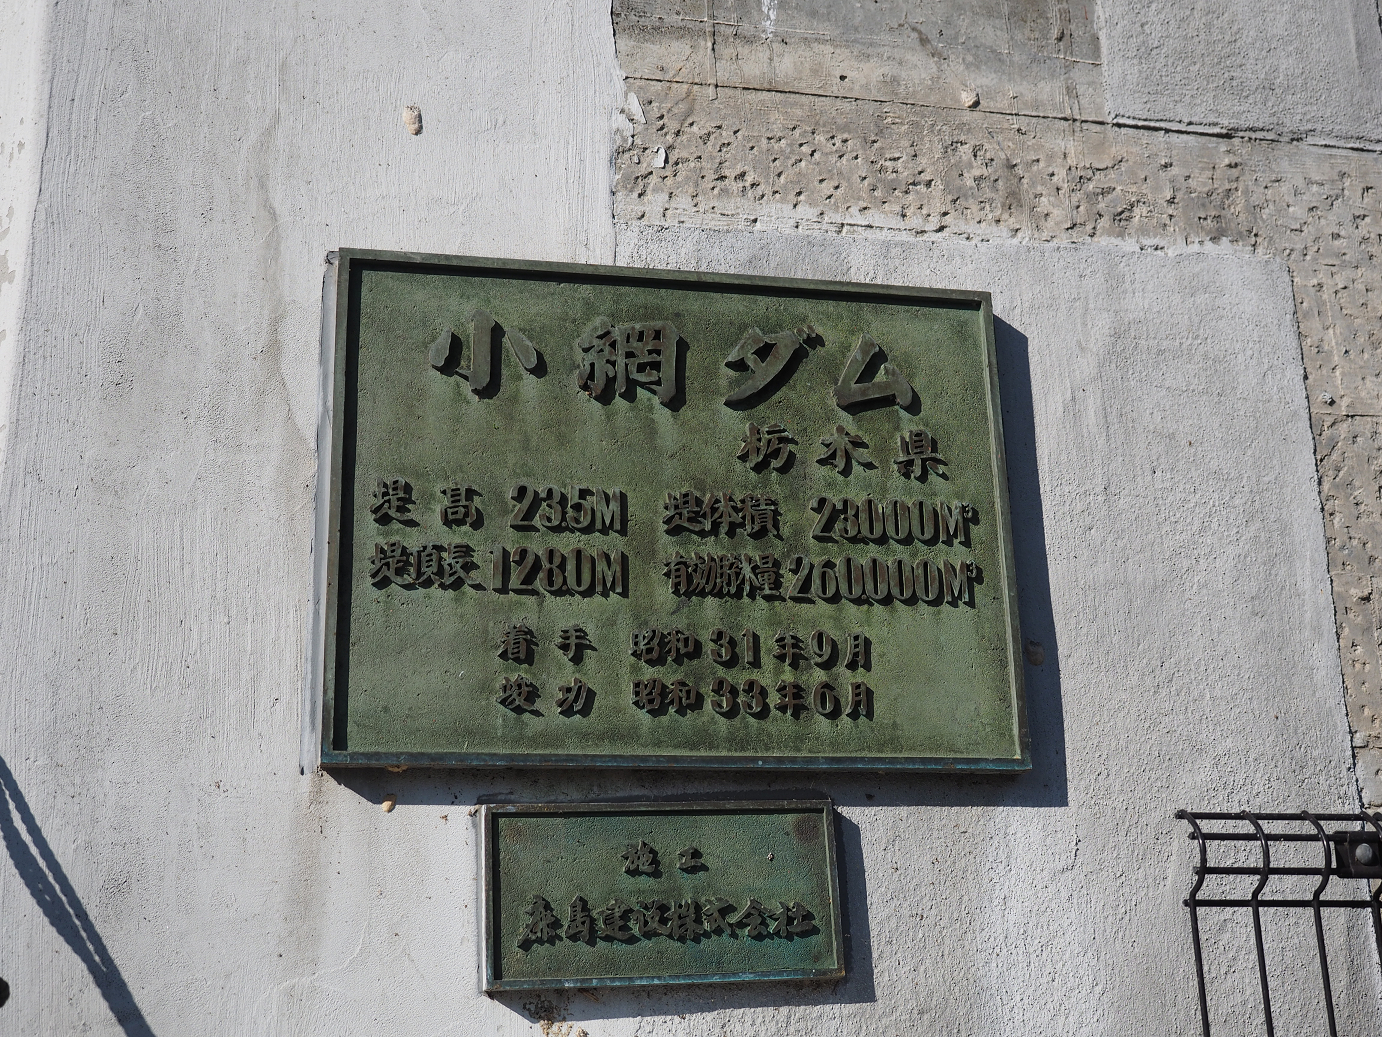 小網ダム
栃木県
堤高 23.5M 堤体積 23,000M³
堤頂長 128.0M 有効貯水量 260,000M³
着手 昭和31年9月
竣功 昭和33年6月
施工
森島建設株式会社